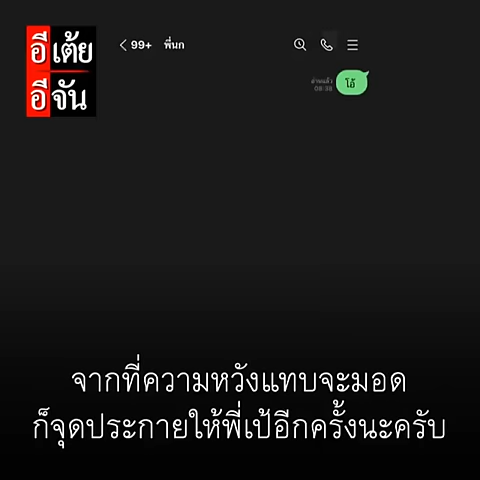 อีเต้ย
อีจัน
99+ พี่นก
โอ้
อ่านแล้ว
08:38
จากที่ความหวังแทบจะมอด
ก็จุดประกายให้พี่เป้อีกครั้งนะครับ